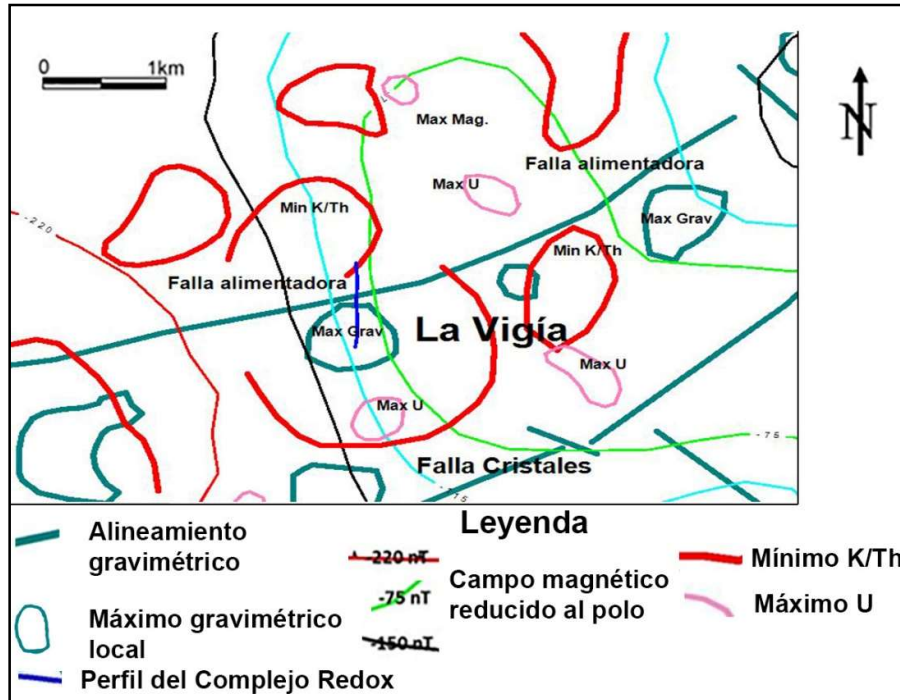 0 1km
N
Max Mag.
Falla alimentadora
Max U
Min K/Th
Max Grav
Min K/Th
-220
Falla alimentadora
Max Grav
La Vigía
Max U
Max U
-75
Falla Cristales
-115
Leyenda
Alineamiento
gravimétrico
Máximo gravimétrico
local
Perfil del Complejo Redox
-220 nT
-75 nT
-150 nT
Campo magnético
reducido al polo
Mínimo K/Th
Máximo U